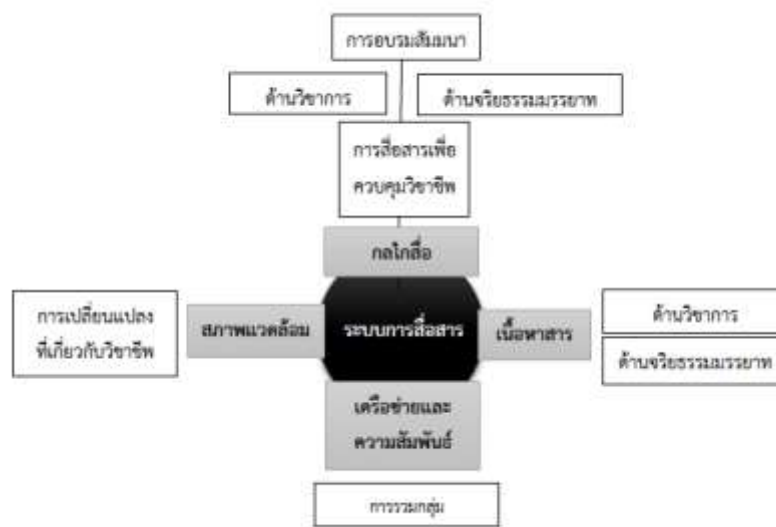 การอบรมสัมมนา
ด้านวิชาการ
ด้านจริยธรรมมรรยาท
การสื่อสารเพื่อ
ควบคุมวิชาชีพ
กลไกสื่อ
การเปลี่ยนแปลง
ที่เกี่ยวกับวิชาชีพ
สภาพแวดล้อม
ระบบการสื่อสาร
เนื้อหาสาร
ด้านวิชาการ
ด้านจริยธรรมมรรยาท
เครือข่ายและ
ความสัมพันธ์
การรวมกลุ่ม